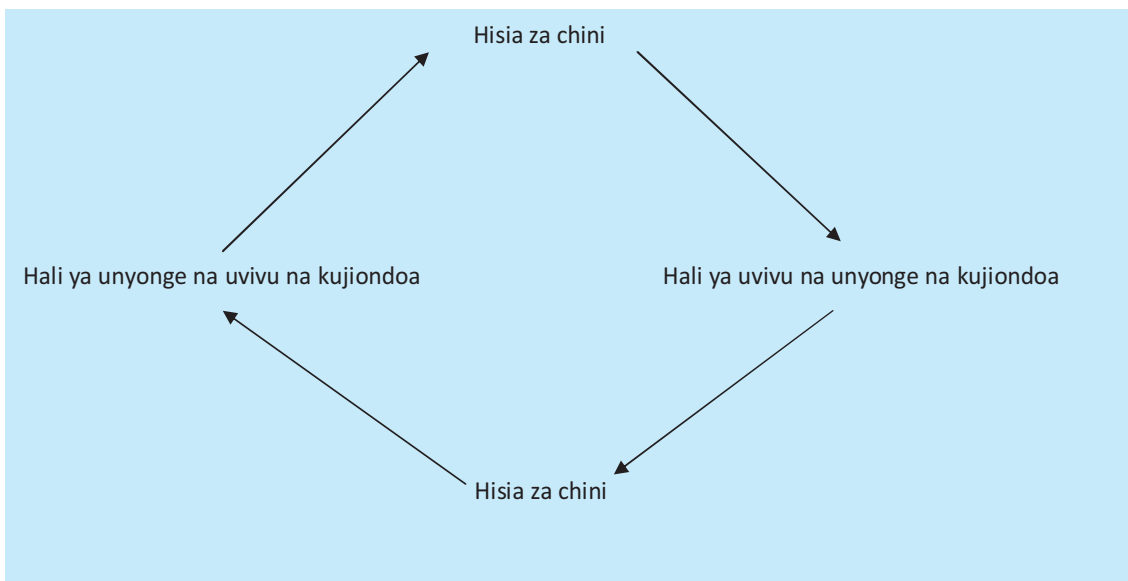 Hisia za chini
Hali ya unyonge na uvivu na kujiondoa
Hali ya uvivu na unyonge na kujiondoa
Hisia za chini